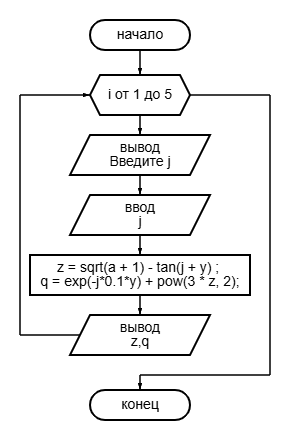 начало
i от 1 до 5
вывод
Введите j
ввод
j
z = sqrt(a + 1) - tan(j + y) ;
q = exp(-j*0.1*y) + pow(3 * z, 2);
вывод
z,q
конец